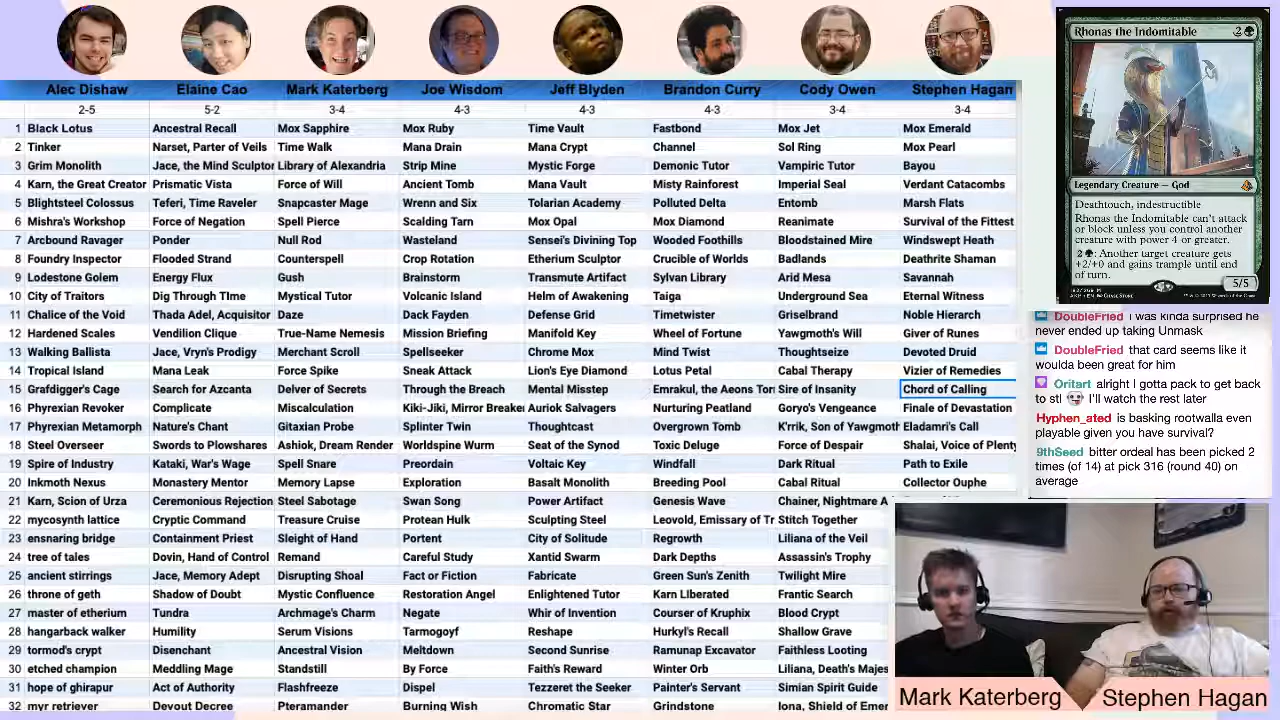 Alec Dishaw Elaine Cao Mark Katerberg Joe Wisdom Jeff Blyden Brandon Curry Cody Owen Stephen Hagan
2-5 5-2 3-4 4-3 4-3 4-3 3-4 3-4
1 Black Lotus Ancestral Recall Mox Sapphire Mox Ruby Time Vault Fastbond Mox Jet Mox Emerald
2 Tinker Narset, Parter of Veils Time Walk Mana Drain Mana Crypt Channel Sol Ring Mox Pearl
3 Grim Monolith Jace, the Mind Sculptor Library of Alexandria Strip Mine Mystic Forge Demonic Tutor Vampiric Tutor Bayou
4 Karn, the Great Creator Prismatic Vista Force of Will Ancient Tomb Mana Vault Misty Rainforest Imperial Seal Verdant Catacombs
5 Blightsteel Colossus Teferi, Time Raveler Snapcaster Mage Wrenn and Six Tolarian Academy Polluted Delta Entomb Marsh Flats
6 Mishra's Workshop Force of Negation Spell Pierce Scalding Tarn Mox Opal Mox Diamond Reanimate Survival of the Fittest
7 Arcbound Ravager Ponder Null Rod Wasteland Sensei's Divining Top Wooded Foothills Bloodstained Mire Windswept Heath
8 Foundry Inspector Flooded Strand Counterspell Crop Rotation Etherium Sculptor Crucible of Worlds Badlands Deathrite Shaman
9 Lodestone Golem Energy Flux Gush Brainstorm Transmute Artifact Sylvan Library Arid Mesa Savannah
10 City of Traitors Dig Through TIme Mystical Tutor Volcanic Island Helm of Awakening Taiga Underground Sea Eternal Witness
11 Chalice of the Void Thada Adel, Acquisitor Daze Dack Fayden Defense Grid Timetwister Griselbrand Noble Hierarch
12 Hardened Scales Vendilion Clique True-Name Nemesis Mission Briefing Manifold Key Wheel of Fortune Yawgmoth's Will Giver of Runes
13 Walking Ballista Jace, Vryn's Prodigy Merchant Scroll Spellseeker Chrome Mox Mind Twist Thoughtseize Devoted Druid
14 Tropical Island Mana Leak Force Spike Sneak Attack Lion's Eye Diamond Lotus Petal Cabal Therapy Vizier of Remedies
15 Grafdigger's Cage Search for Azcanta Delver of Secrets Through the Breach Mental Misstep Emrakul, the Aeons Torn Sire of Insanity Chord of Calling
16 Phyrexian Revoker Complicate Miscalculation Kiki-Jiki, Mirror Breaker Auriok Salvagers Nurturing Peatland Goryo's Vengeance Finale of Devastation
17 Phyrexian Metamorph Nature's Chant Gitaxian Probe Splinter Twin Thoughtcast Overgrown Tomb K'rrik, Son of Yawgmoth Eladamri's Call
18 Steel Overseer Swords to Plowshares Ashiok, Dream Render Worldspine Wurm Seat of the Synod Toxic Deluge Force of Despair Shalai, Voice of Plenty
19 Spire of Industry Kataki, War's Wage Spell Snare Preordain Voltaic Key Windfall Dark Ritual Path to Exile
20 Inkmoth Nexus Monastery Mentor Memory Lapse Exploration Basalt Monolith Breeding Pool Cabal Ritual Collector Ouphe
21 Karn, Scion of Urza Ceremonious Rejection Steel Sabotage Swan Song Power Artifact Genesis Wave Chainer, Nightmare A
22 mycosynth lattice Cryptic Command Treasure Cruise Protean Hulk Sculpting Steel Leovold, Emissary of Tr Stitch Together
23 ensnaring bridge Containment Priest Sleight of Hand Portent City of Solitude Regrowth Liliana of the Veil
24 tree of tales Dovin, Hand of Control Remand Careful Study Xantid Swarm Dark Depths Assassin's Trophy
25 ancient stirrings Jace, Memory Adept Disrupting Shoal Fact or Fiction Fabricate Green Sun's Zenith Twilight Mire
26 throne of geth Shadow of Doubt Mystic Confluence Restoration Angel Enlightened Tutor Karn Liberated Frantic Search
27 master of etherium Tundra Archmage's Charm Negate Whir of Invention Courser of Kruphix Blood Crypt
28 hangarback walker Humility Serum Visions Tarmogoyf Reshape Hurkyl's Recall Shallow Grave
29 tormod's crypt Disenchant Ancestral Vision Meltdown Second Sunrise Ramunap Excavator Faithless Looting
30 etched champion Meddling Mage Standstill By Force Faith's Reward Winter Orb Liliana, Death's Majes
31 hope of ghirapur Act of Authority Flashfreeze Dispel Tezzeret the Seeker Painter's Servant Simian Spirit Guide
32 myr retriever Devout Decree Pteramander Burning Wish Chromatic Star Grindstone Iona, Shield of Emer
Rhonas the Indomitable 2
Legendary Creature — God
Deathtouch, indestructible
Rhonas the Indomitable can't attack
or block unless you control another
creature with power 4 or greater.
2: Another target creature gets
+2/+0 and gains trample until end
of turn.
5/5
DoubleFried I was kinda surprised he
never ended up taking Unmask
DoubleFried that card seems like it
woulda been great for him
Oritart alright I gotta pack to get back
to stl I'll watch the rest later
Hyphen_ated is basking rootwalla even
playable given you have survival?
9thSeed bitter ordeal has been picked 2
times (of 14) at pick 316 (round 40) on
average
Mark Katerberg Stephen Hagan